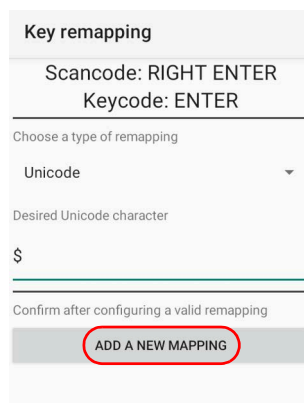 Key remapping
Scancode: RIGHT ENTER
Keycode: ENTER
Choose a type of remapping
Unicode
Desired Unicode character
$
Confirm after configuring a valid remapping
ADD A NEW MAPPING